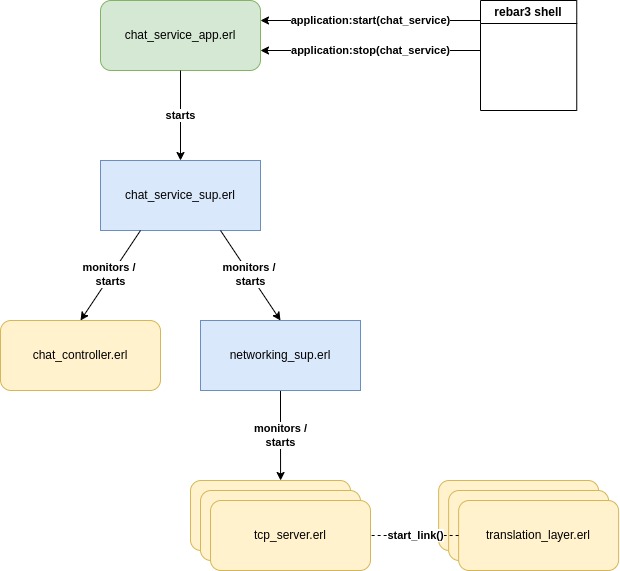 rebar3 shell
chat_service_app.erl
application:start(chat_service)
application:stop(chat_service)
starts
chat_service_sup.erl
monitors /
starts
monitors /
starts
chat_controller.erl
networking_sup.erl
monitors /
starts
tcp_server.erl
start_link()
translation_layer.erl